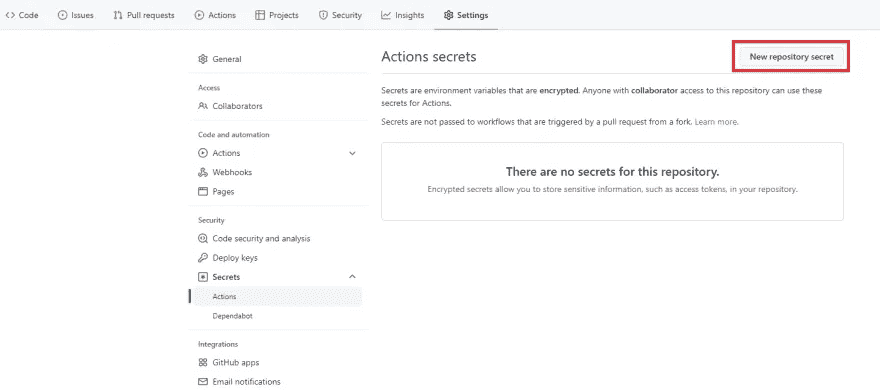 Code Issues Pull requests Actions Projects Security Insights Settings
General
Access
Collaborators
Code and automation
Actions
Webhooks
Pages
Security
Code security and analysis
Deploy keys
Secrets
Actions
Dependabot
Integrations
GitHub apps
Email notifications
Actions secrets
New repository secret
Secrets are environment variables that are encrypted. Anyone with collaborator access to this repository can use these
secrets for Actions.
Secrets are not passed to workflows that are triggered by a pull request from a fork. Learn more.
There are no secrets for this repository.
Encrypted secrets allow you to store sensitive information, such as access tokens, in your repository.